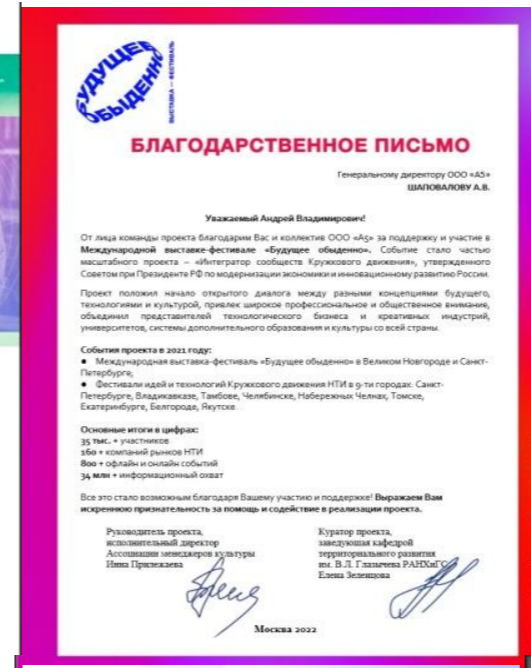 БУДУЩЕЕ
ОБЫДЕННО
ВЫСТАВКА — ФЕСТИВАЛЬ
БЛАГОДАРСТВЕННОЕ ПИСЬМО
Генеральному директору ООО «А5»
ШАПОВАЛОВУ А.В.
Уважаемый Андрей Владимирович!
От лица команды проекта благодарим Вас и коллектив ООО «А5» за поддержку и участие в
Международной выставке-фестивале «Будущее обыденно». Событие стало частью
масштабного проекта – «Интегратор сообществ Кружкового движения», утвержденного
Советом при Президенте РФ по модернизации экономики и инновационному развитию России.
Проект положил начало открытого диалога между разными концепциями будущего,
технологиями и культурой, привлек широкое профессиональное и общественное внимание,
объединил представителей технологического бизнеса и креативных индустрий,
университетов, системы дополнительного образования и культуры со всей страны.
События проекта в 2021 году:
● Международная выставка-фестиваль «Будущее обыденно» в Великом Новгороде и Санкт-
Петербурге;
● Фестивали идей и технологий Кружкового движения НТИ в 9-ти городах: Санкт-
Петербурге, Владикавказе, Тамбове, Челябинске, Набережных Челнах, Томске,
Екатеринбурге, Белгороде, Якутске.
Основные итоги в цифрах:
35 тыс. + участников
160 + компаний рынков НТИ
800 + офлайн и онлайн событий
34 млн + информационный охват
Все это стало возможным благодаря Вашему участию и поддержке! Выражаем Вам
искреннюю признательность за помощь и содействие в реализации проекта.
Руководитель проекта,
исполнительный директор
Ассоциации менеджеров культуры
Инна Прилежаева
Куратор проекта,
заведующая кафедрой
территориального развития
им. В.Л. Глазычева РАНХиГС
Елена Зеленцова
Москва 2022